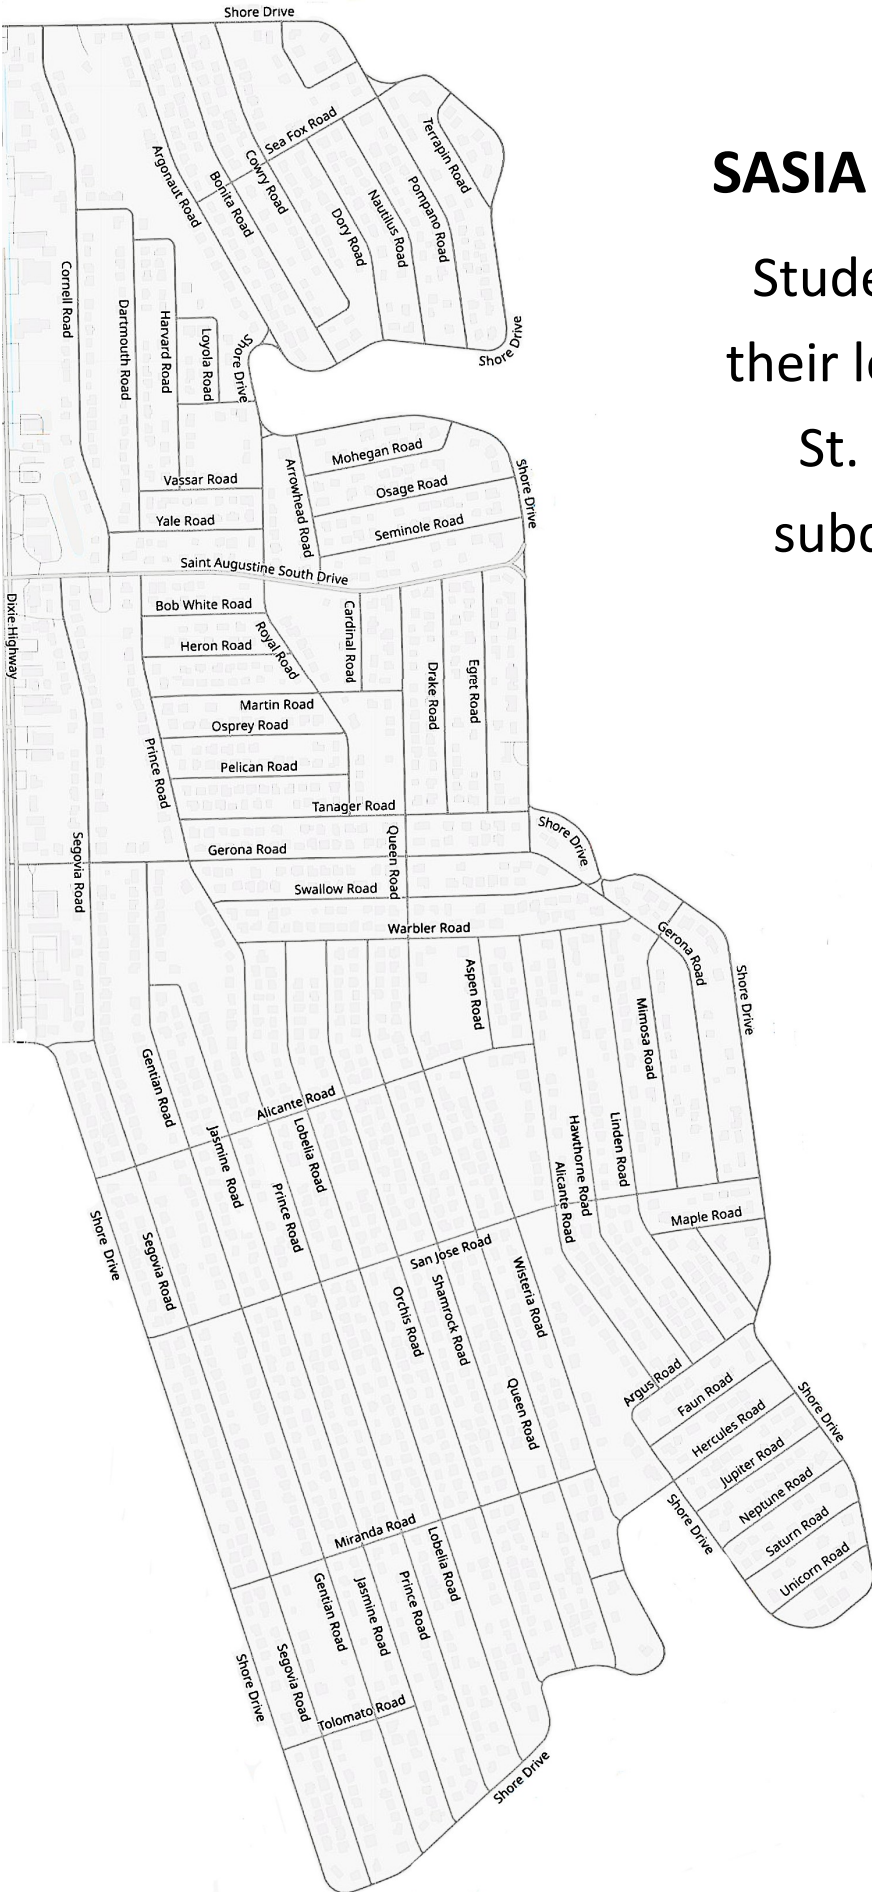 Shore Drive
Sea Fox Road
Terrapin Road
Argonaut Road
Bonita Road
Cowry Road
Dory Road
Nautilus Road
Pompano Road
SASIA
Stude
their l
St.
subd
Cornell Road
Dartmouth Road
Harvard Road
Loyola Road
Shore Drive
Shore Drive
Mohegan Road
Vassar Road
Arrowhead Road
Osage Road
Shore Drive
Yale Road
Seminole Road
Saint Augustine South Drive
Dixie Highway
Bob White Road
Heron Road
Royal Road
Cardinal Road
Drake Road
Egret Road
Martin Road
Osprey Road
Prince Road
Pelican Road
Tanager Road
Segovia Road
Gerona Road
Queen Road
Shore Drive
Swallow Road
Warbler Road
Gerona Road
Aspen Road
Shore Drive
Mimosa Road
Gentian Road
Alicante Road
Jasmine Road
Lobelia Road
Prince Road
Hawthorne Road
Linden Road
Alicante Road
Maple Road
Shore Drive
Segovia Road
San Jose Road
Orchis Road
Shamrock Road
Wisteria Road
Queen Road
Argus Road
Faun Road
Shore Drive
Hercules Road
Jupiter Road
Neptune Road
Shore Drive
Saturn Road
Unicorn Road
Miranda Road
Lobelia Road
Gentian Road
Jasmine Road
Prince Road
Shore Drive
Segovia Road
Tolomato Road
Shore Drive